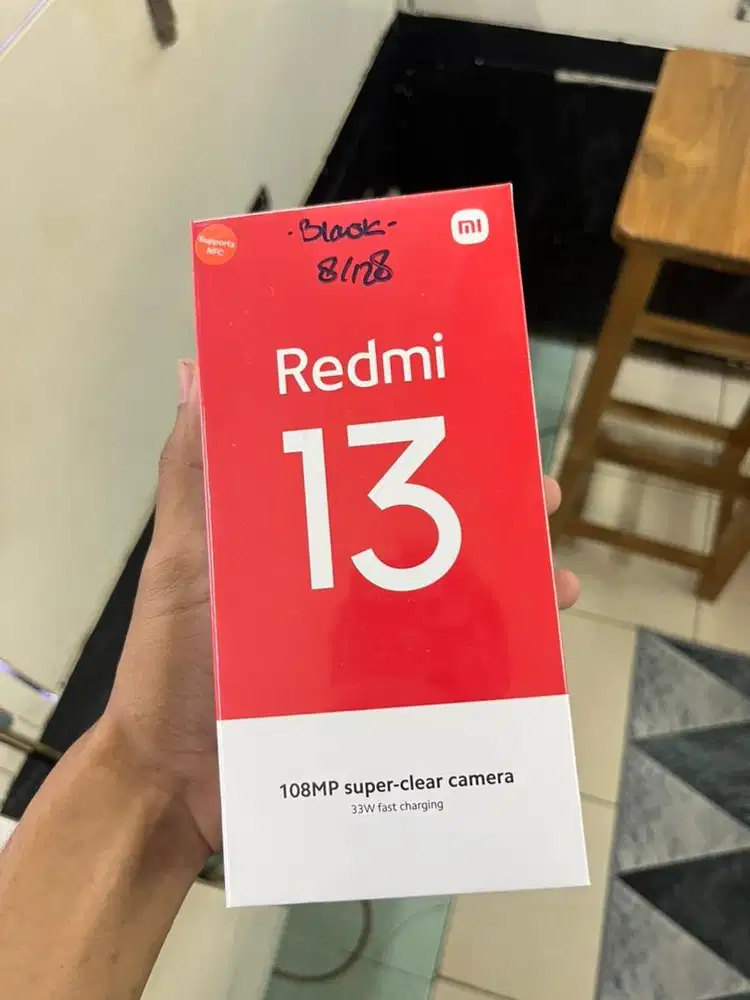 Supports
NFC
·Black-
8/128
mi
Redmi
13
108MP super-clear camera
33W fast charging